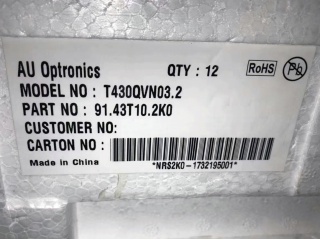 AU Optronics QTY : 12 RoHS Pb
MODEL NO : T430QVN03.2
PART NO : 91.43T10.2K0
CUSTOMER NO:
CARTON NO :
Made in China *NRS2K0-1732195001*